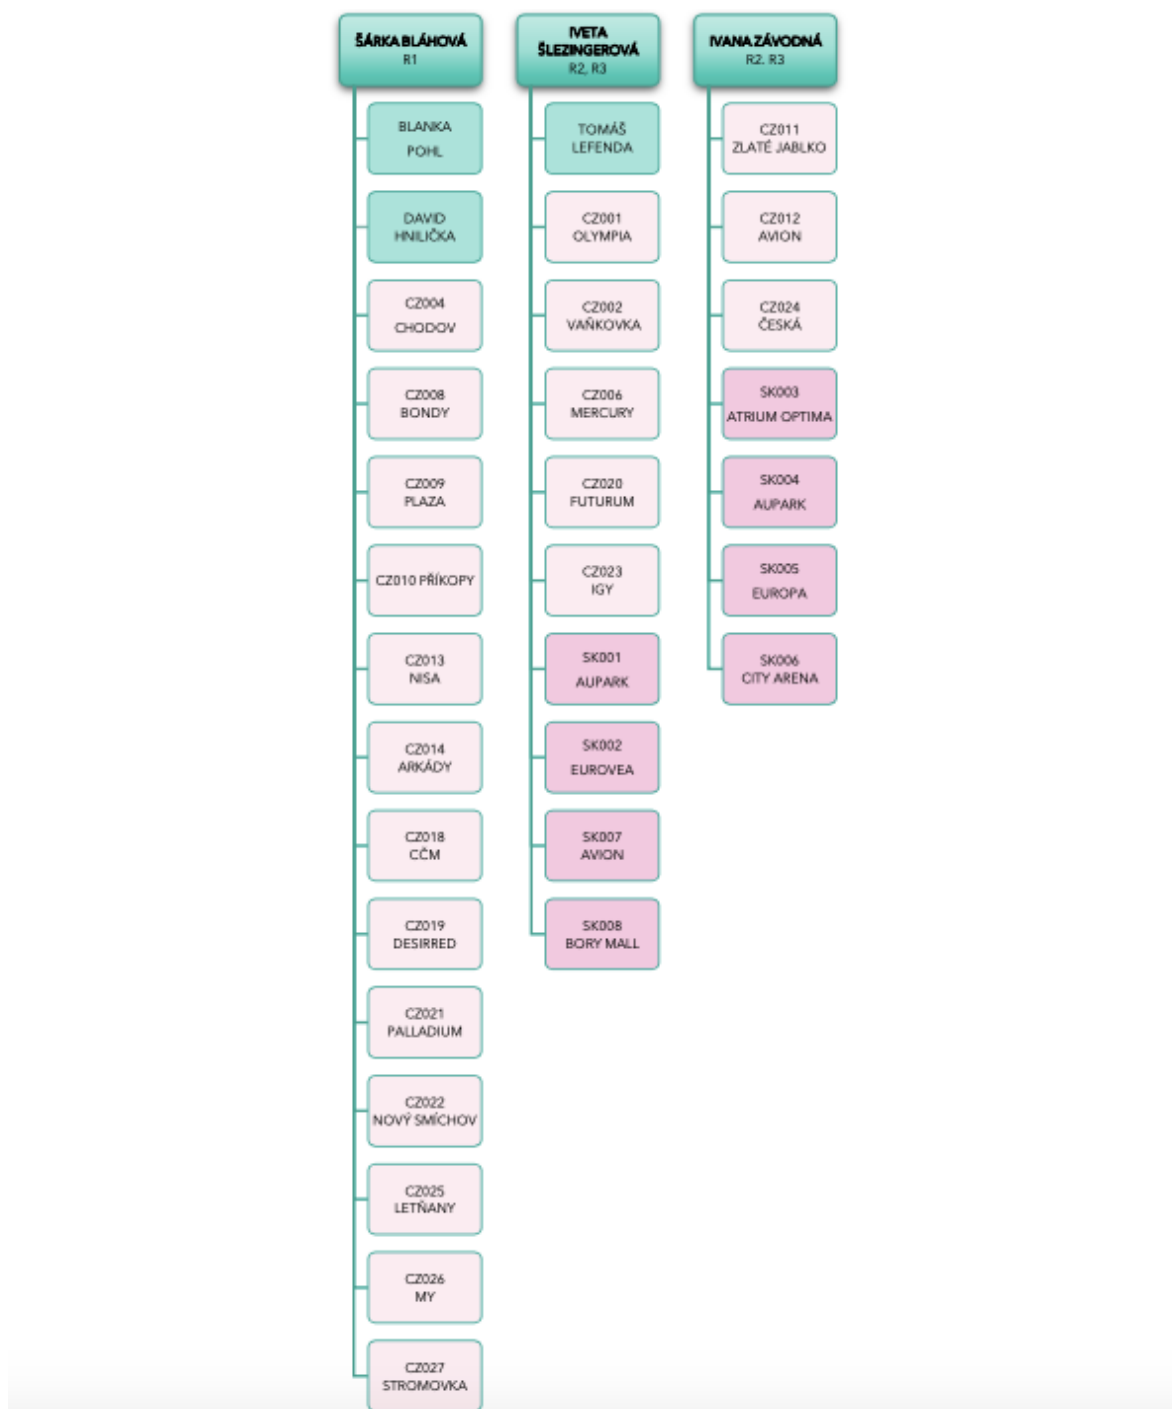 ŠÁRKA BLÁHOVÁ
R1
BLANKA
POHL
DAVID
HNILIČKA
CZ004
CHODOV
CZ008
BONDY
CZ009
PLAZA
CZ010 PŘÍKOPY
CZ013
NISA
CZ014
ARKÁDY
CZ018
CČM
CZ019
DESIRRED
CZ021
PALLADIUM
CZ022
NOVÝ SMÍCHOV
CZ025
LETŇANY
CZ026
MY
CZ027
STROMOVKA
IVETA
ŠLEZINGEROVÁ
R2, R3
TOMÁŠ
LEFENDA
CZ001
OLYMPIA
CZ002
VAŇKOVKA
CZ006
MERCURY
CZ020
FUTURUM
CZ023
IGY
SK001
AUPARK
SK002
EUROVEA
SK007
AVION
SK008
BORY MALL
IVANA ZÁVODNÁ
R2. R3
CZ011
ZLATÉ JABLKO
CZ012
AVION
CZ024
ČESKÁ
SK003
ATRIUM OPTIMA
SK004
AUPARK
SK005
EUROPA
SK006
CITY ARENA